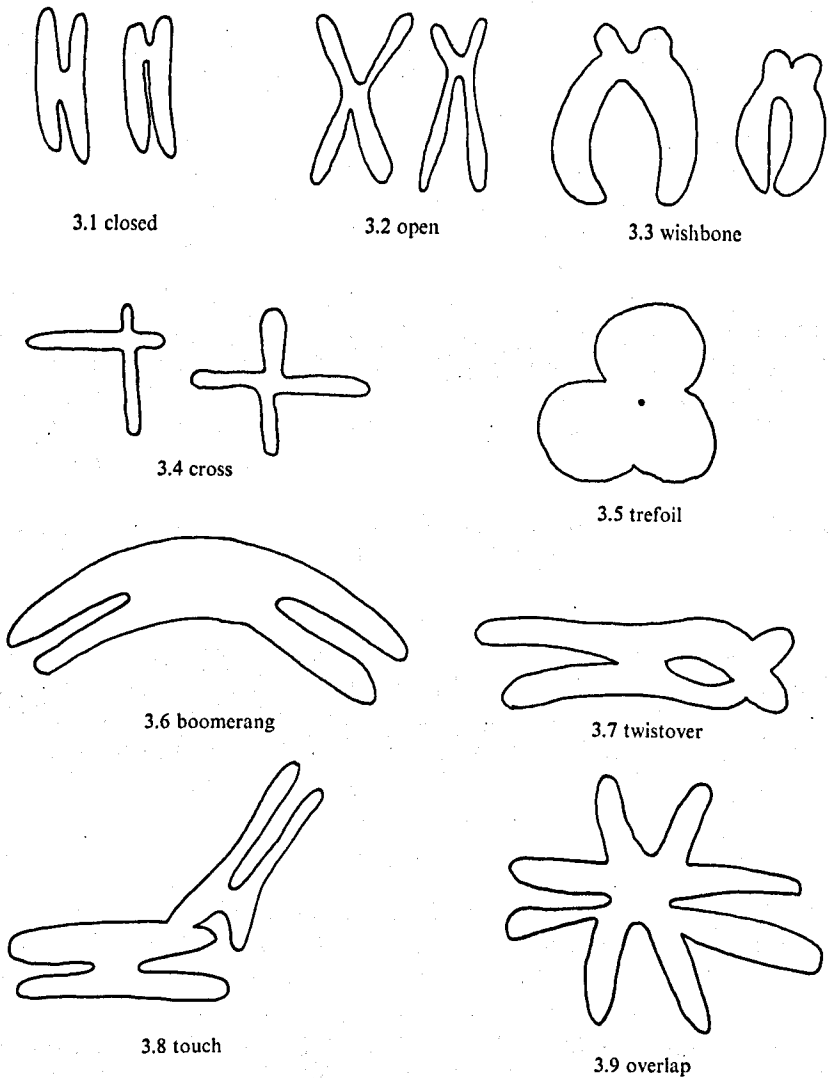 3.1 closed
3.2 open
3.3 wishbone
3.4 cross
3.5 trefoil
3.6 boomerang
3.7 twistover
3.8 touch
3.9 overlap